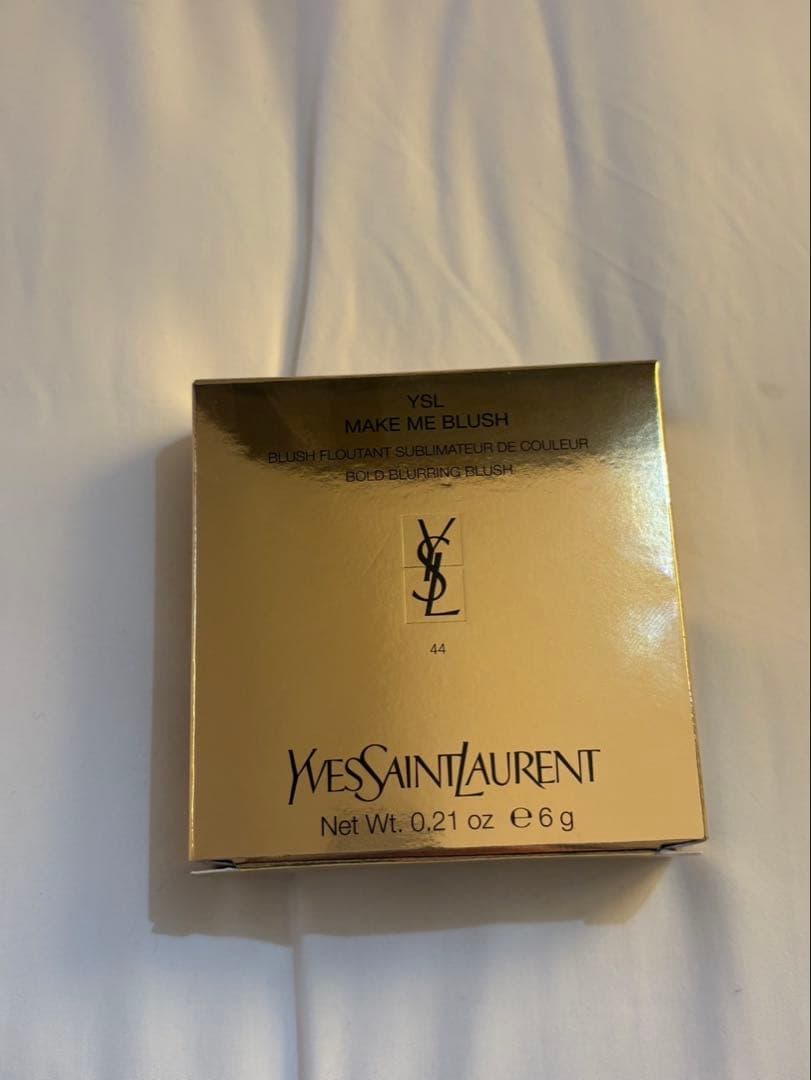 YSL
MAKE ME BLUSH
BLUSH FLOUTANT SUBLIMATEUR DE COULEUR
BOLD BLURRING BLUSH
YSL
44
YVESSAINTLAURENT
Net Wt. 0.21 oz ℮ 6 g